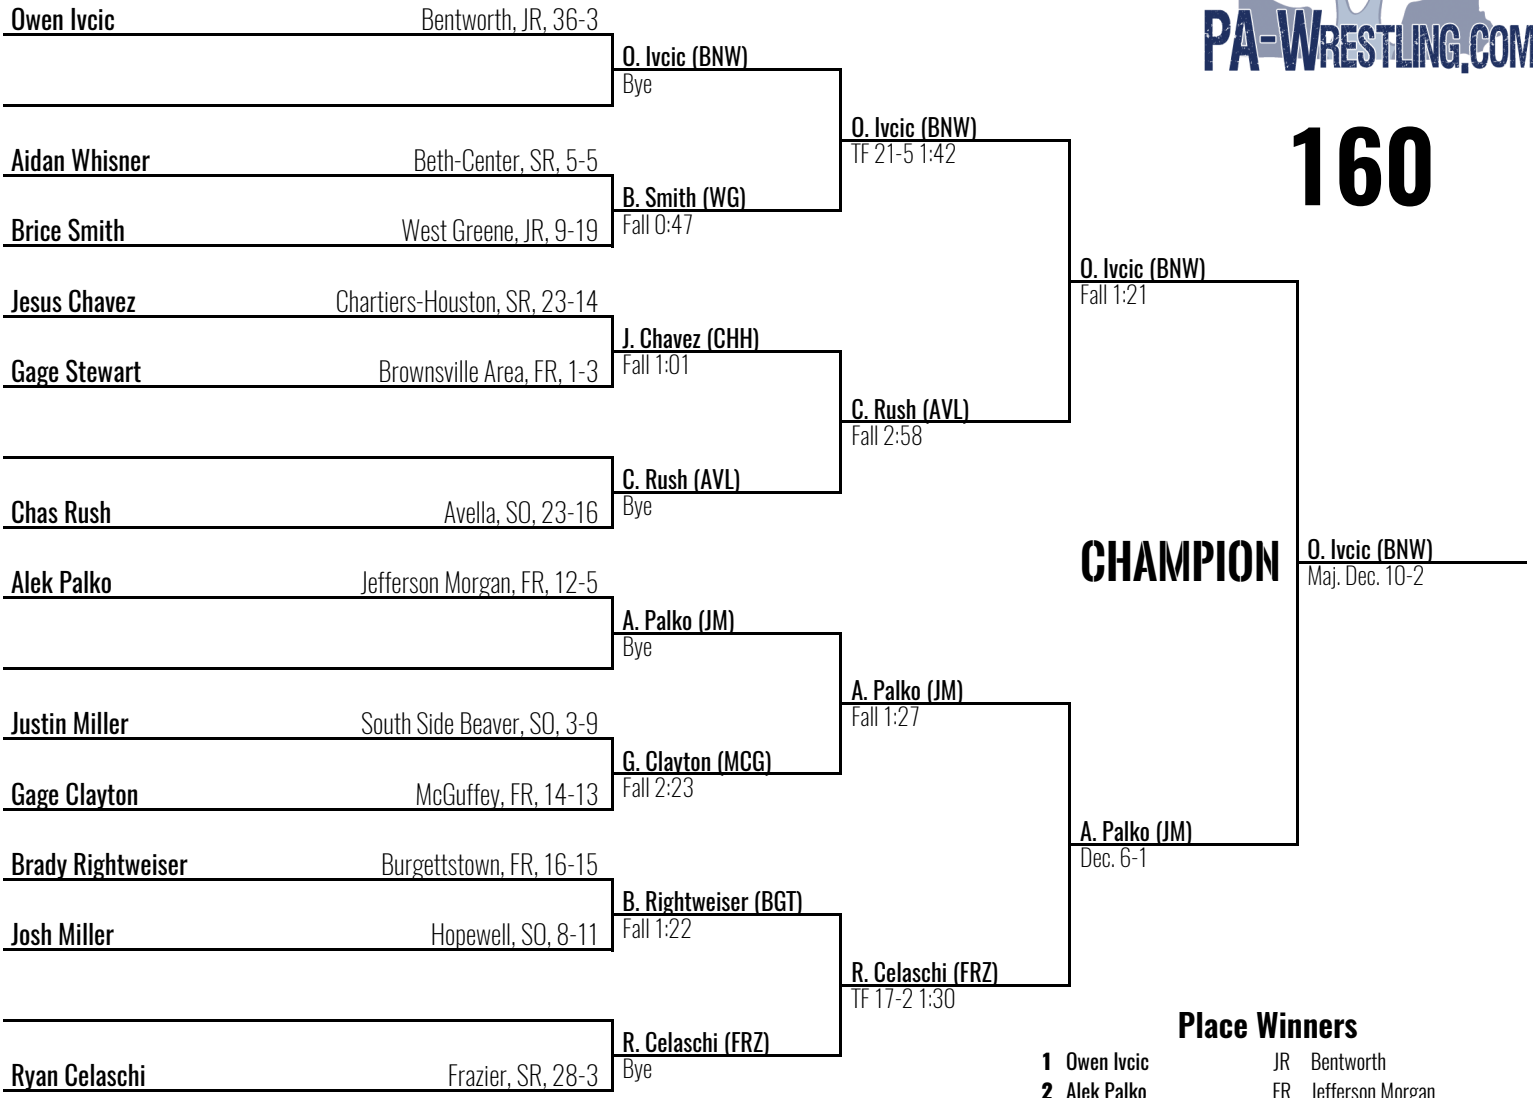 PA-WRESTLING.COM
160
Owen Ivcic Bentworth, JR, 36-3
O. Ivcic (BNW)
Bye
O. Ivcic (BNW)
TF 21-5 1:42
Aidan Whisner Beth-Center, SR, 5-5
B. Smith (WG)
Fall 0:47
Brice Smith West Greene, JR, 9-19
O. Ivcic (BNW)
Fall 1:21
Jesus Chavez Chartiers-Houston, SR, 23-14
J. Chavez (CHH)
Fall 1:01
Gage Stewart Brownsville Area, FR, 1-3
C. Rush (AVL)
Fall 2:58
C. Rush (AVL)
Bye
Chas Rush Avella, SO, 23-16
CHAMPION
O. Ivcic (BNW)
Maj. Dec. 10-2
Alek Palko Jefferson Morgan, FR, 12-5
A. Palko (JM)
Bye
A. Palko (JM)
Fall 1:27
Justin Miller South Side Beaver, SO, 3-9
G. Clayton (MCG)
Fall 2:23
Gage Clayton McGuffey, FR, 14-13
A. Palko (JM)
Dec. 6-1
Brady Rightweiser Burgettstown, FR, 16-15
B. Rightweiser (BGT)
Fall 1:22
Josh Miller Hopewell, SO, 8-11
R. Celaschi (FRZ)
TF 17-2 1:30
R. Celaschi (FRZ)
Bye
Ryan Celaschi Frazier, SR, 28-3
Place Winners
1 Owen Ivcic JR Bentworth
2 Alek Palko FR Jefferson Morgan